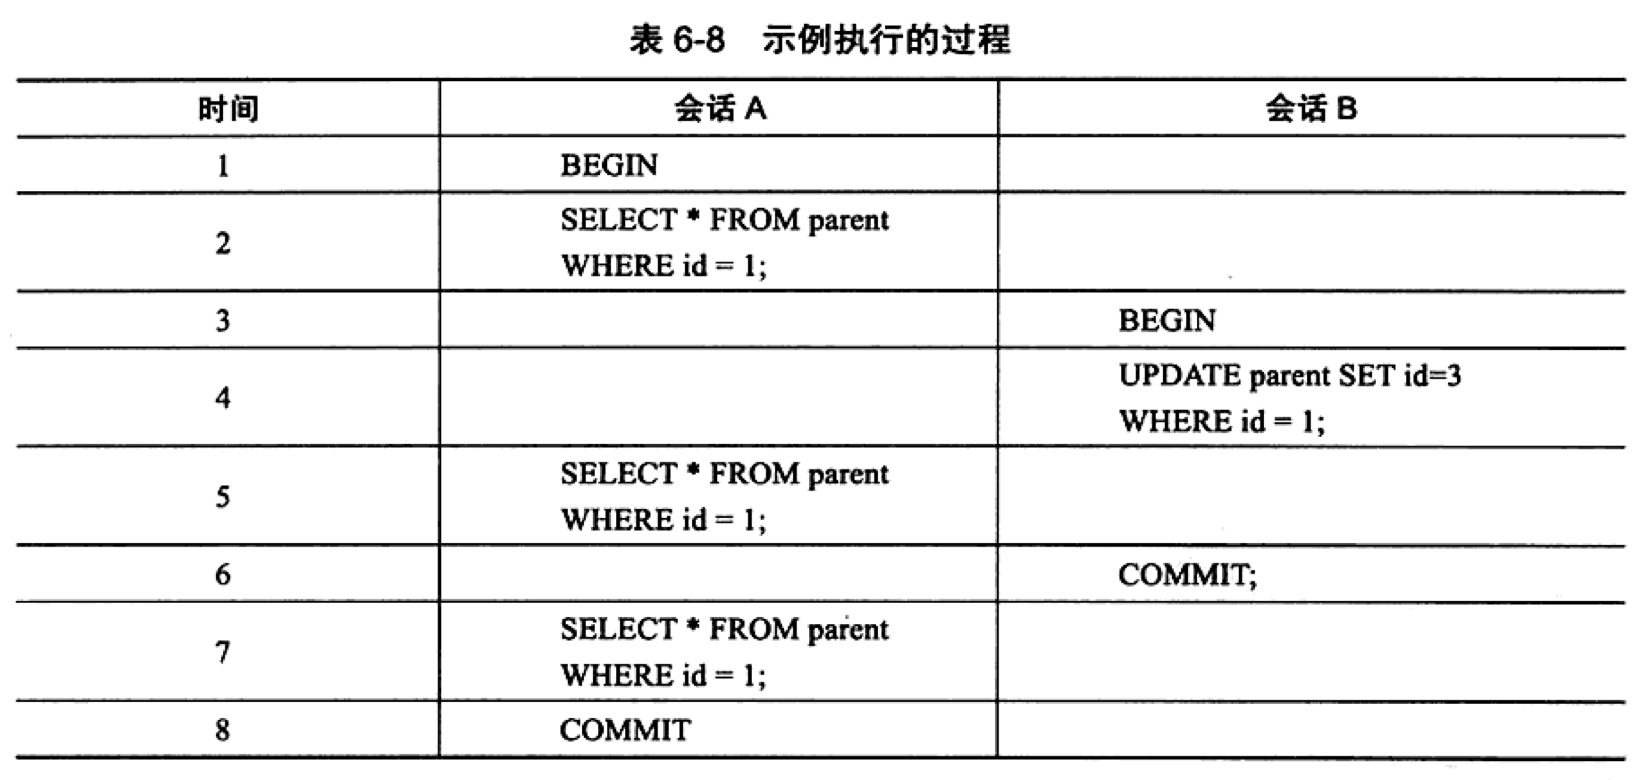 表 6-8 示例执行的过程
时间 会话 A 会话 B
1 BEGIN
2 SELECT * FROM parent
WHERE id = 1;
3 BEGIN
4 UPDATE parent SET id=3
WHERE id = 1;
5 SELECT * FROM parent
WHERE id = 1;
6 COMMIT;
7 SELECT * FROM parent
WHERE id = 1;
8 COMMIT